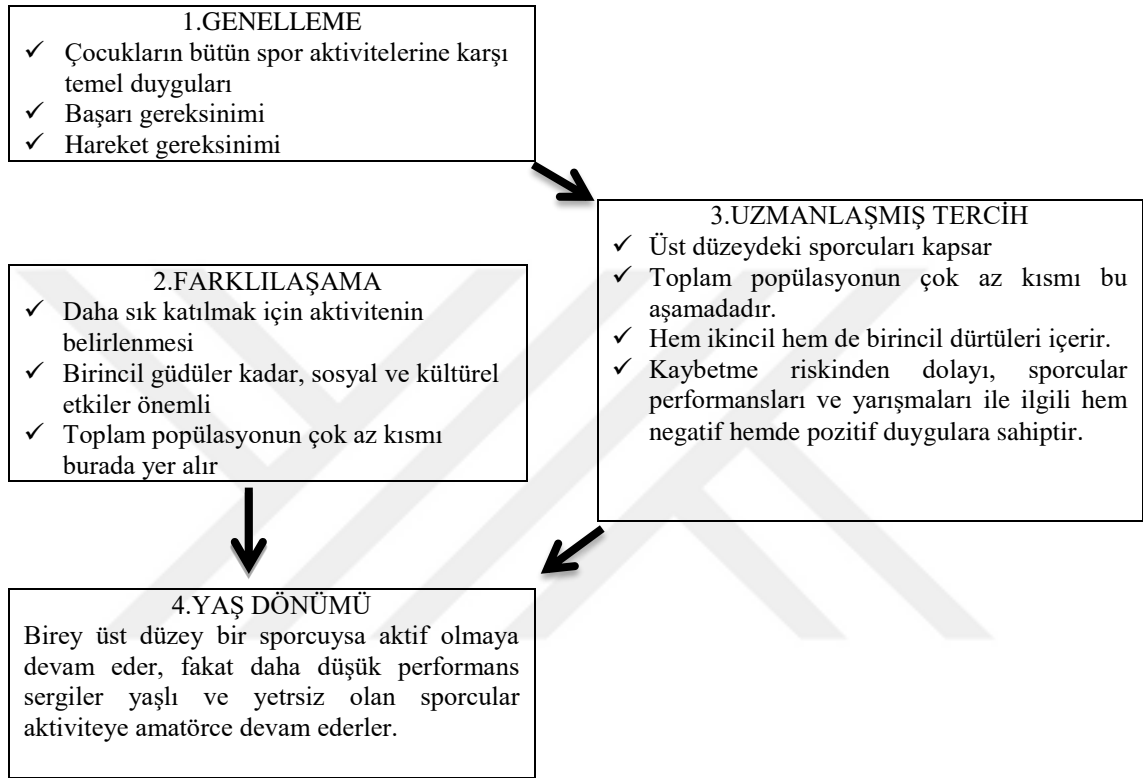 1.GENELLEME
✓ Çocukların bütün spor aktivitelerine karşı
temel duyguları
✓ Başarı gereksinimi
✓ Hareket gereksinimi
2.FARKLILAŞAMA
✓ Daha sık katılmak için aktivitenin
belirlenmesi
✓ Birincil güdüler kadar, sosyal ve kültürel
etkiler önemli
✓ Toplam popülasyonun çok az kısmı
burada yer alır
3.UZMANLAŞMIŞ TERCİH
✓ Üst düzeydeki sporcuları kapsar
✓ Toplam popülasyonun çok az kısmı bu
aşamadadır.
✓ Hem ikincil hem de birincil dürtüleri içerir.
✓ Kaybetme riskinden dolayı, sporcular
performansları ve yarışmaları ile ilgili hem
negatif hemde pozitif duygulara sahiptir.
4.YAŞ DÖNÜMÜ
Birey üst düzey bir sporcuysa aktif olmaya
devam eder, fakat daha düşük performans
sergiler yaşlı ve yetrsiz olan sporcular
aktiviteye amatörce devam ederler.